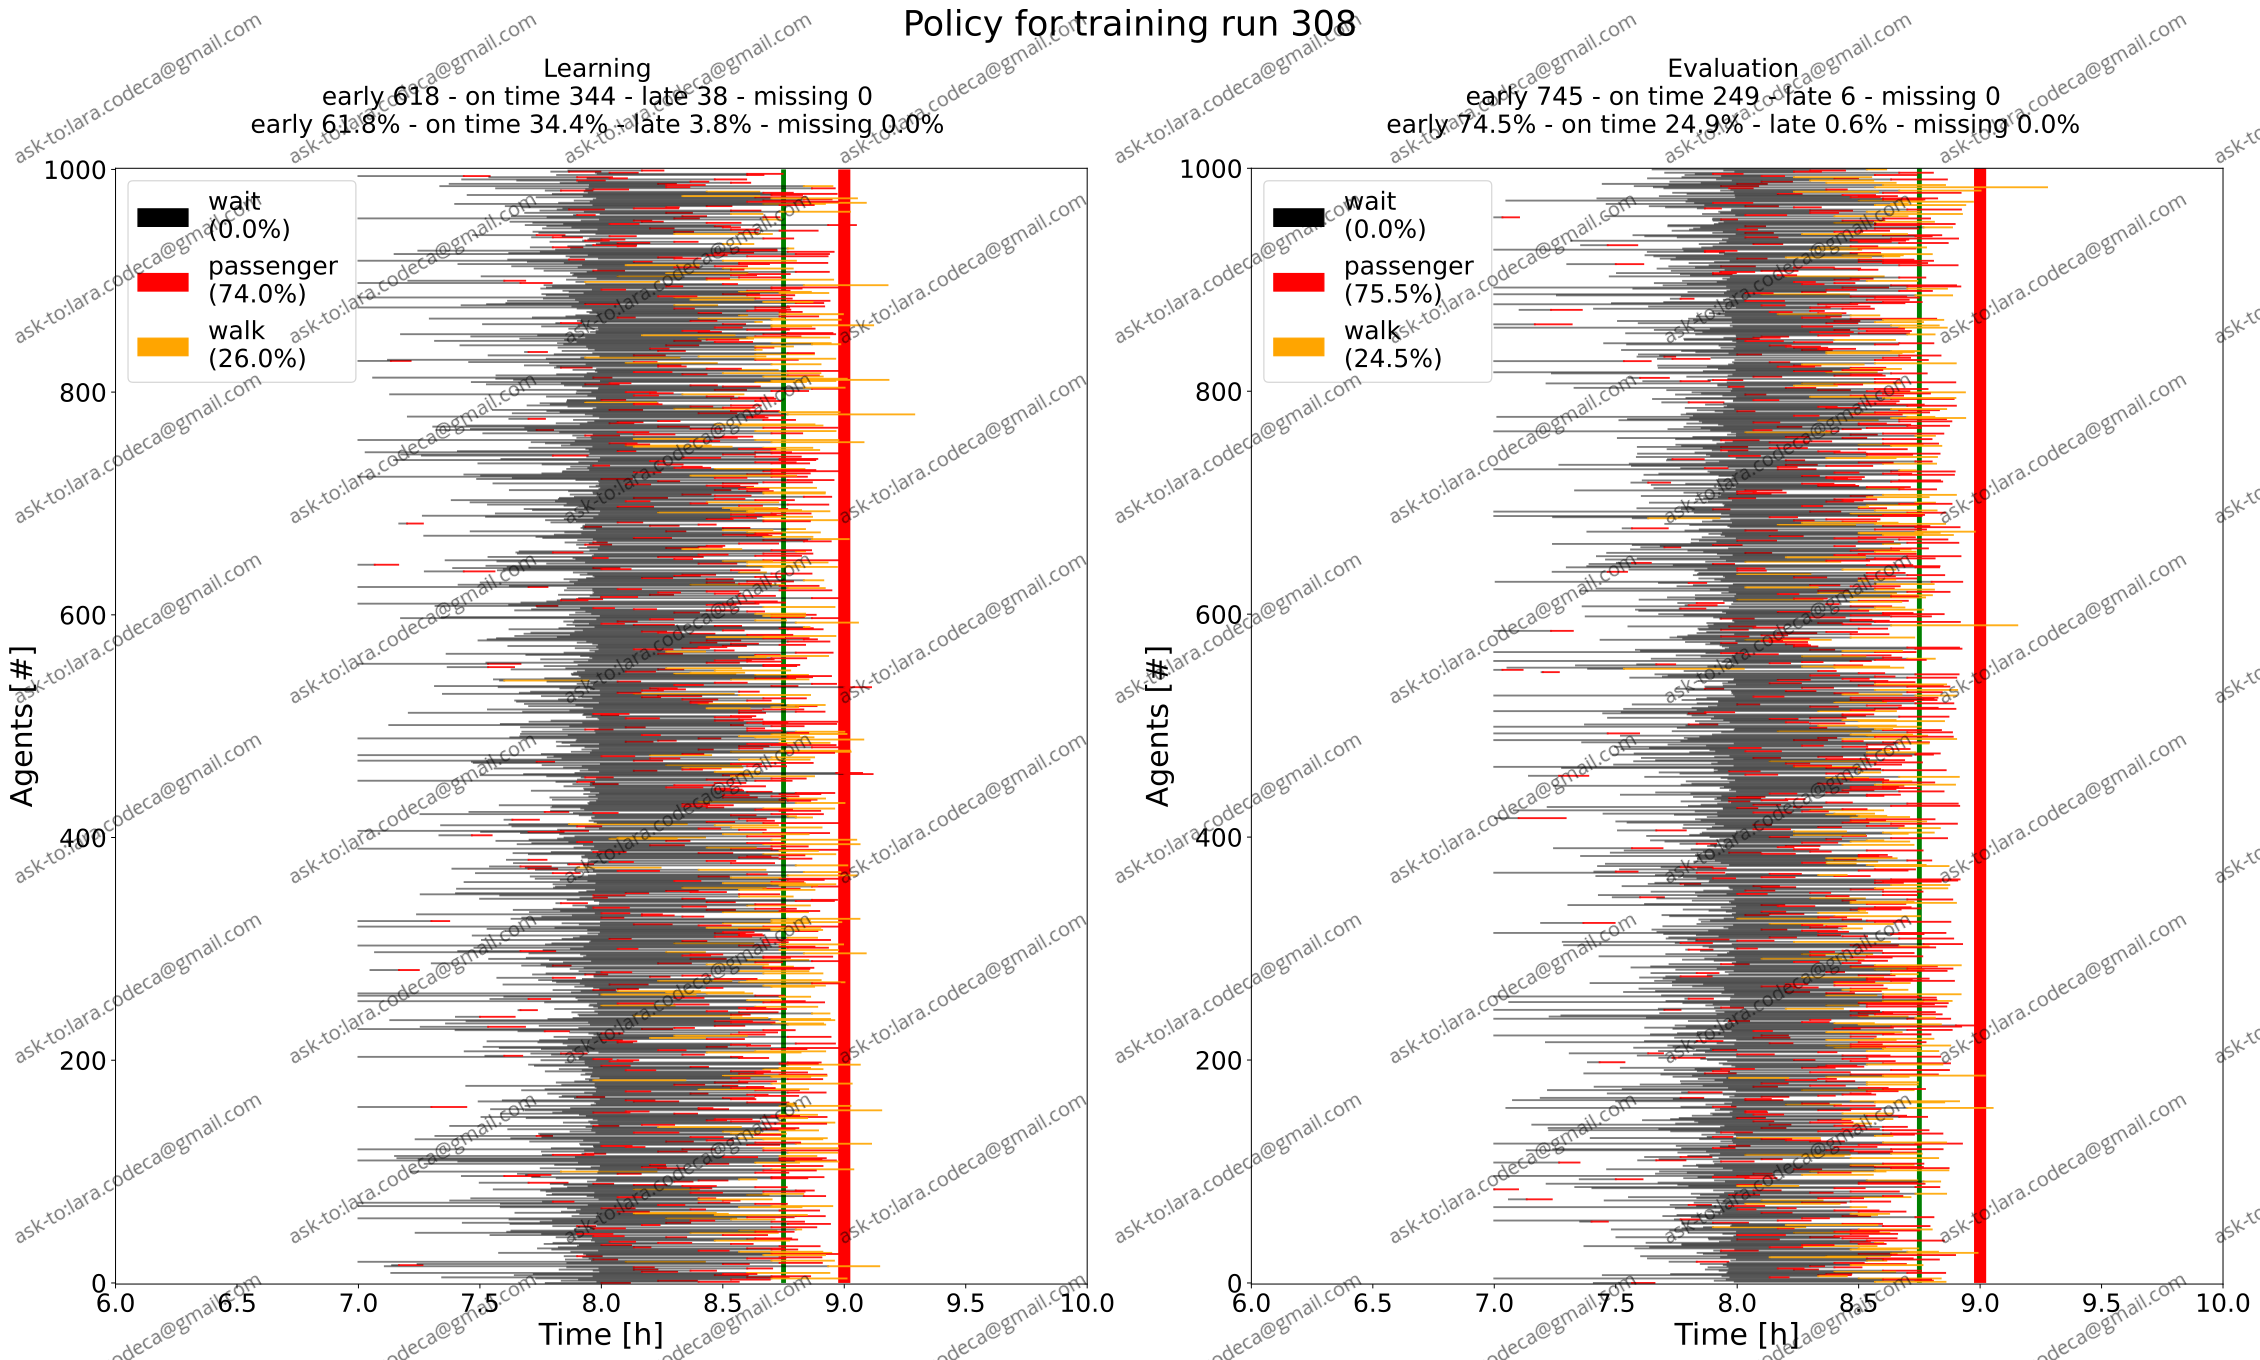 Policy for training run 308
Learning
early 618 - on time 344 - late 38 - missing 0
early 61.8% - on time 34.4% - late 3.8% - missing 0.0%
Evaluation
early 745 - on time 249 - late 6 - missing 0
early 74.5% - on time 24.9% - late 0.6% - missing 0.0%
wait
(0.0%)
passenger
(74.0%)
walk
(26.0%)
wait
(0.0%)
passenger
(75.5%)
walk
(24.5%)
Agents [#]
1000
800
600
400
200
0
6.0 6.5 7.0 7.5 8.0 8.5 9.0 9.5 10.0
Time [h]
Agents [#]
1000
800
600
400
200
0
6.0 6.5 7.0 7.5 8.0 8.5 9.0 9.5 10.0
Time [h]
ask-to:lara.codeca@gmail.com